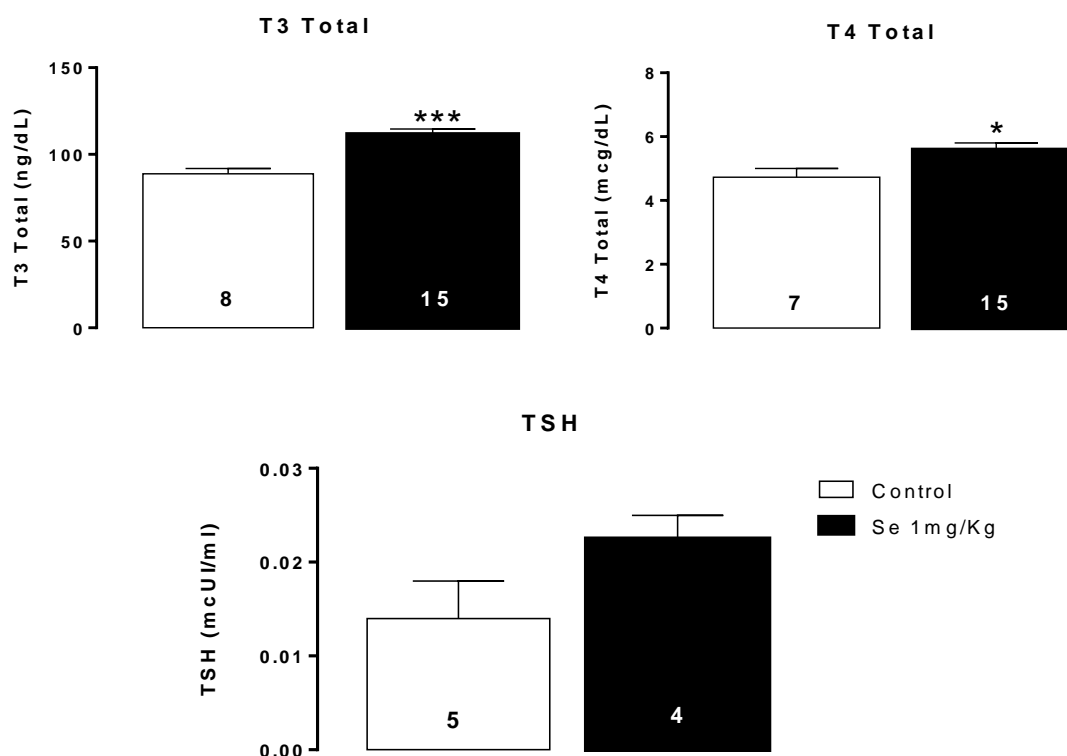 T3 Total
T3 Total (ng/dL)
150
100
50
0
***
8
15
T4 Total
T4 Total (mcg/dL)
8
6
4
2
0
*
7
15
TSH
TSH (mcUI/ml)
0.03
0.02
0.01
0.00
5
4
Control
Se 1mg/Kg